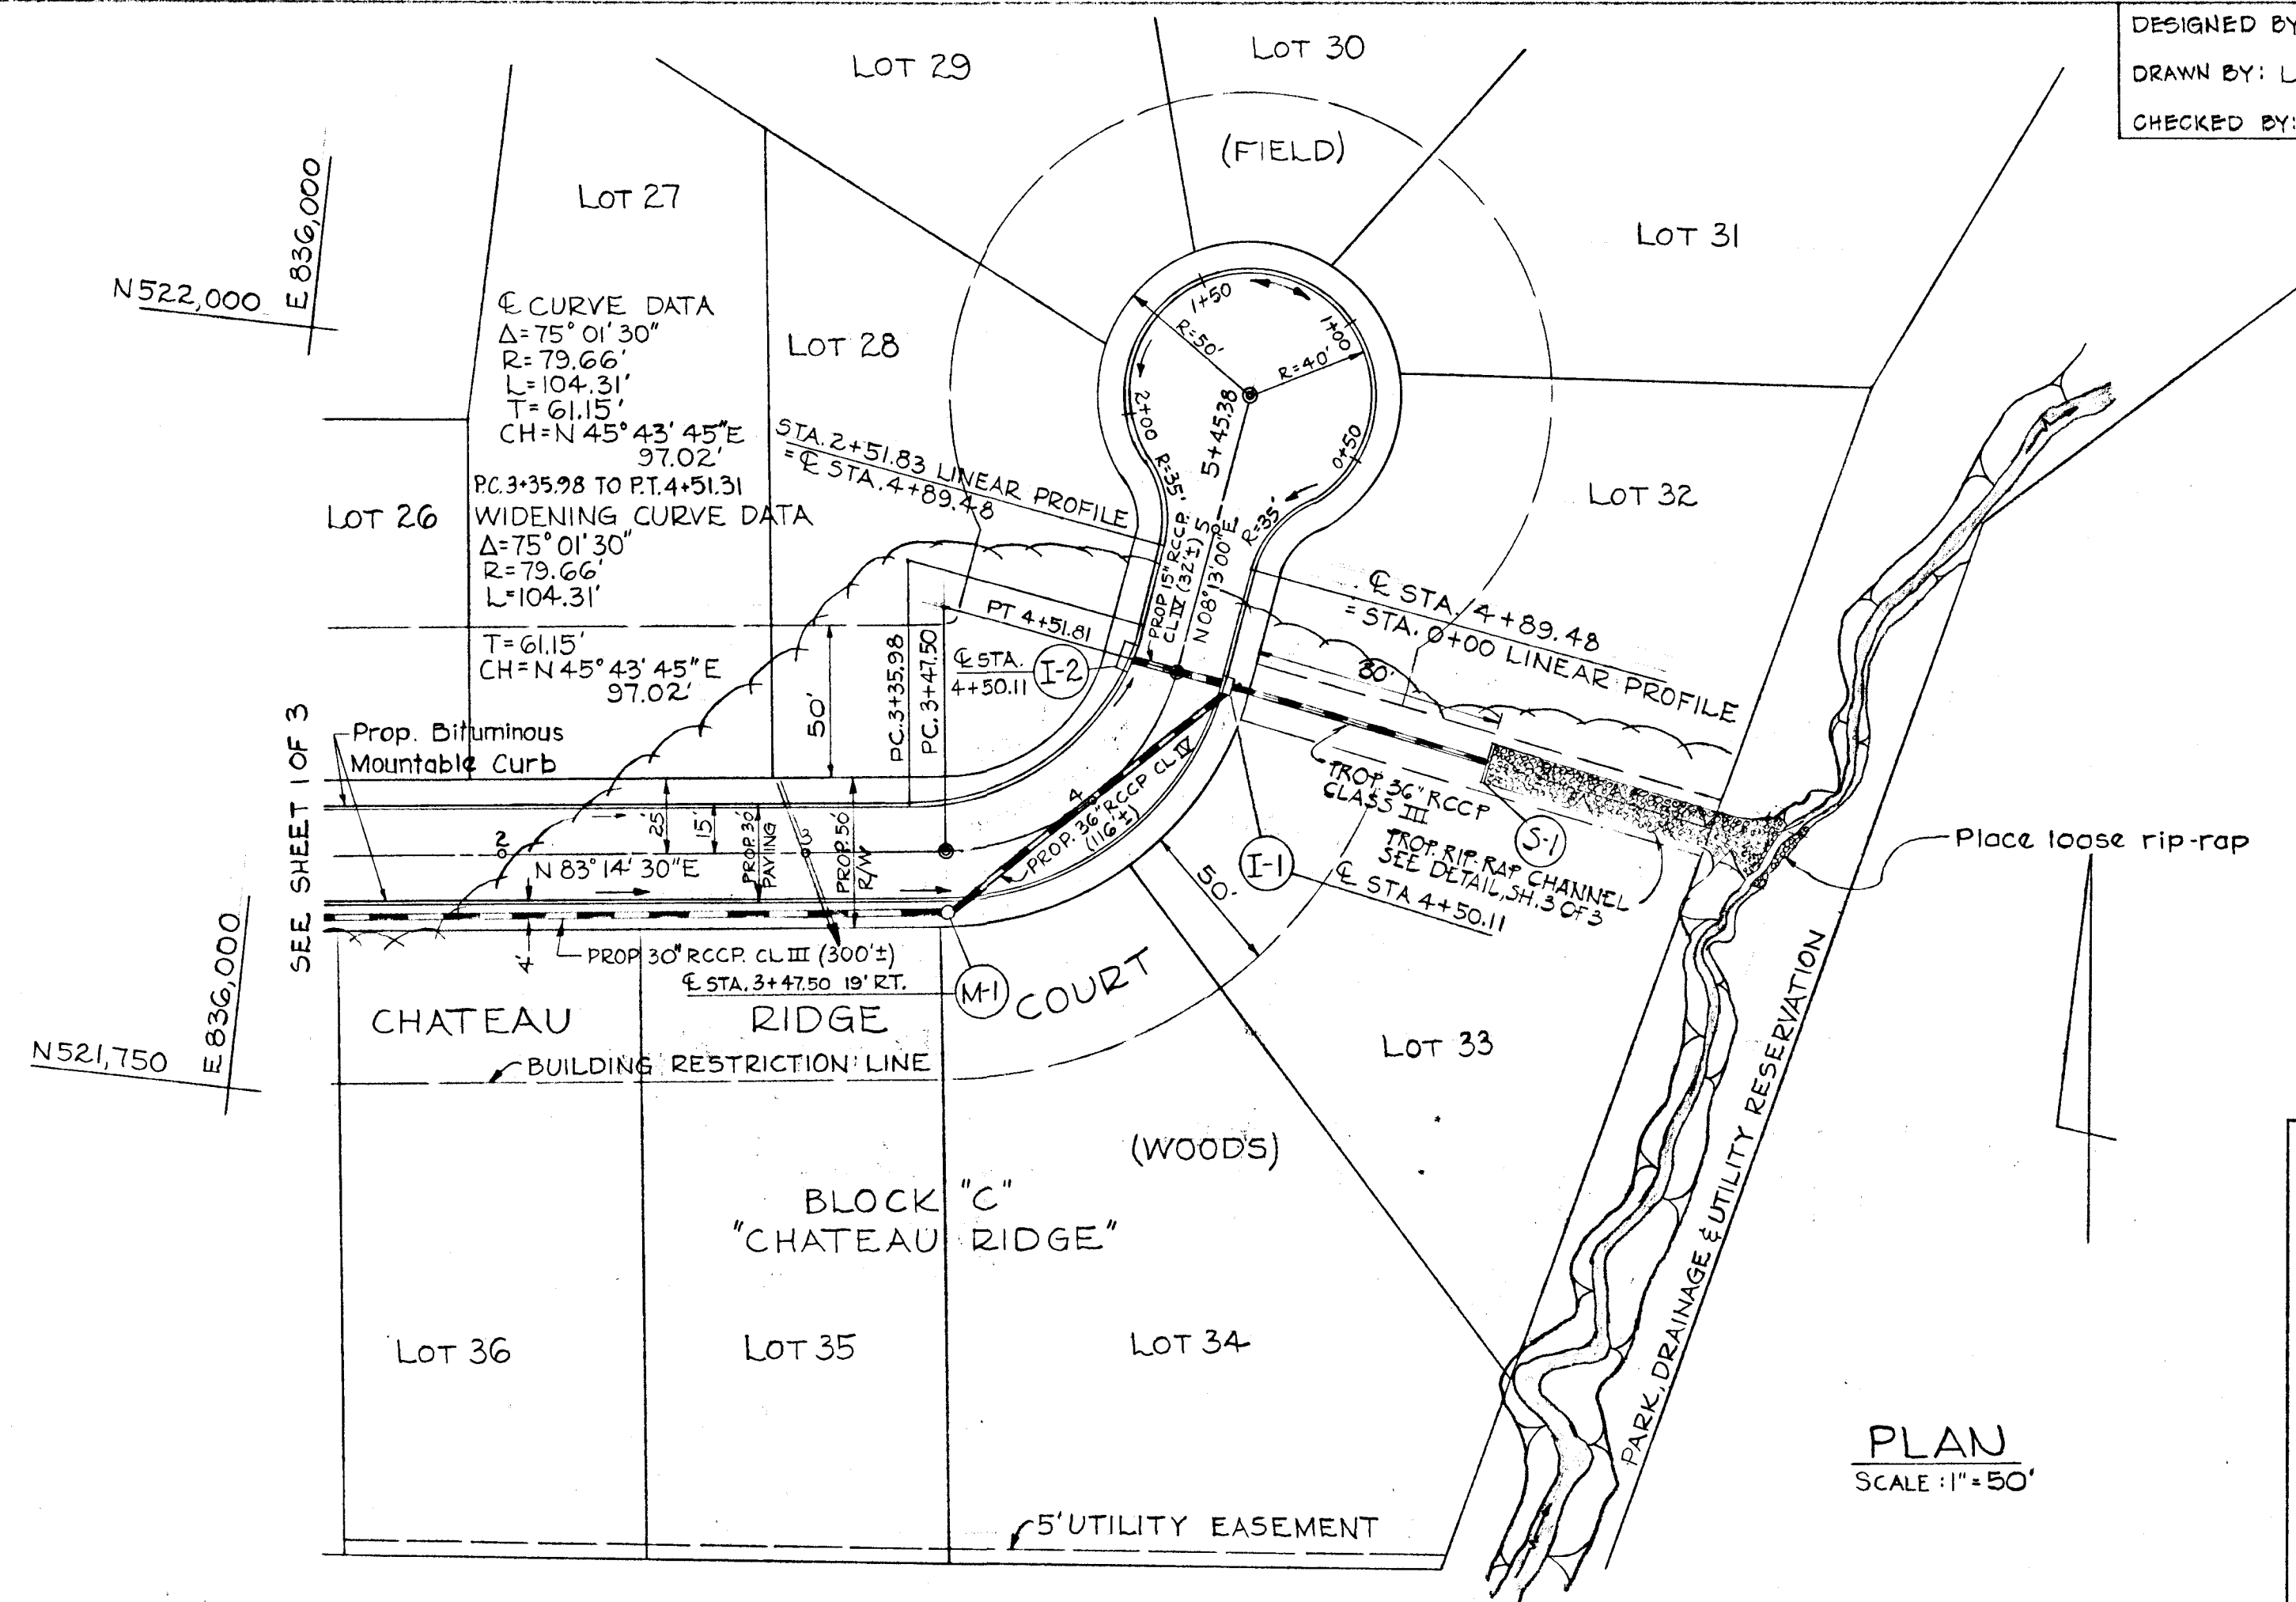 DESIGNED BY
DRAWN BY: L
CHECKED BY:
LOT 29
LOT 30
(FIELD)
LOT 27
LOT 31
N 522,000
E 836,000
℄ CURVE DATA
Δ=75° 01' 30"
R=79.66'
L=104.31'
T=61.15'
CH=N 45° 43' 45"E
97.02'
P.C. 3+35.98 TO P.T. 4+51.31
WIDENING CURVE DATA
Δ=75° 01' 30"
R=79.66'
L=104.31'
T=61.15'
CH=N 45° 43' 45" E
97.02'
LOT 28
LOT 26
1+50
1+00
R=50'
R=40'
2+00
0+50
5+45.38
R=35'
R=35'
STA. 2+51.83 LINEAR PROFILE
=℄ STA. 4+89.48
LOT 32
PROP 15" RCCP.
CL IV (32'±)
5
N 08° 13' 00" E
℄ STA. 4+89.48
= STA. 0+00 LINEAR PROFILE
PT 4+51.81
PC. 3+35.98
PC. 3+47.50
℄ STA.
4+50.11
I-2
80'
50'
SEE SHEET 1 OF 3
Prop. Bituminous
Mountable Curb
25'
15'
PROP. 30'
PAVING
PROP. 50'
R/W
2
3
4
N 83° 14' 30"E
PROP. 36" RCCP CL IV
(116'±)
PROP. 36" RCCP
CLASS III
S-1
PROP. RIP-RAP CHANNEL
SEE DETAIL, SH. 3 OF 3
I-1
℄ STA 4+50.11
Place loose rip-rap
50'
4'
PROP 30" RCCP. CL III (300'±)
℄ STA. 3+47.50 19' RT.
M-1
CHATEAU RIDGE COURT
N 521,750
E 836,000
BUILDING RESTRICTION LINE
LOT 33
(WOODS)
BLOCK "C"
"CHATEAU RIDGE"
PARK, DRAINAGE & UTILITY RESERVATION
LOT 36
LOT 35
LOT 34
PLAN
SCALE : 1" = 50'
5' UTILITY EASEMENT